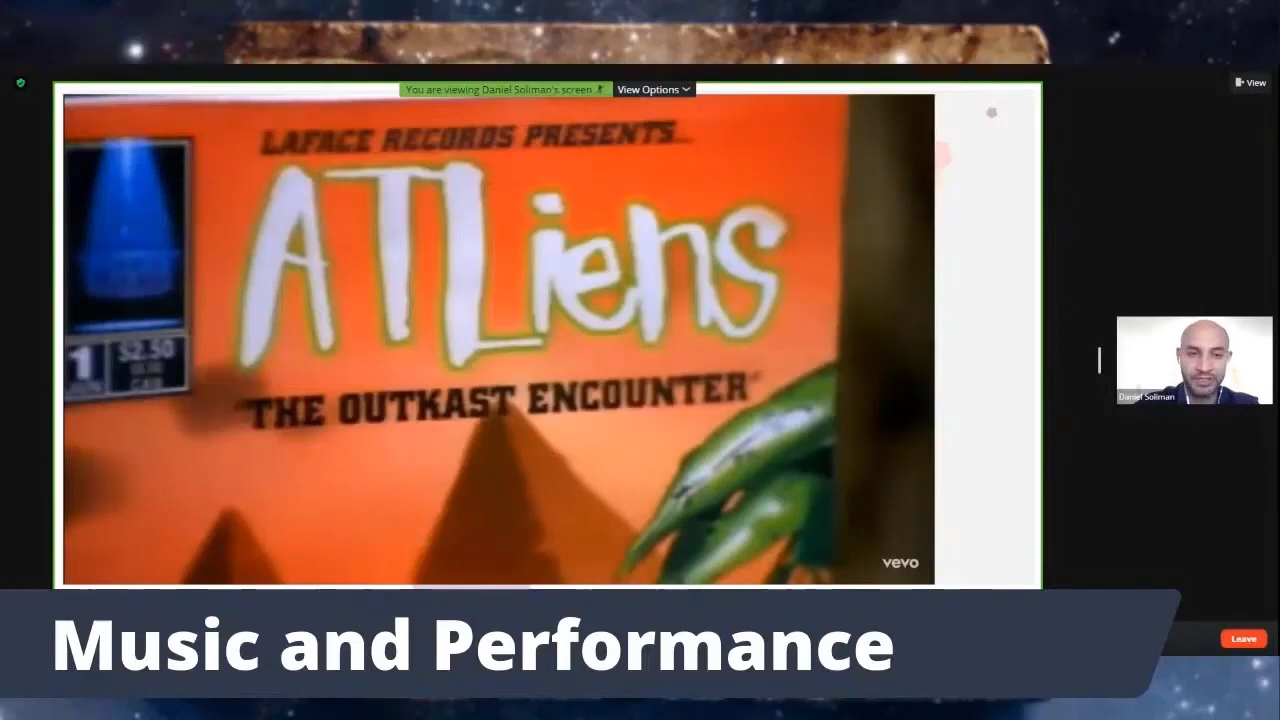 You are viewing Daniel Soliman's screen
View Options
View
LAFACE RECORDS PRESENTS...
ATLiens
1
$2.50
"THE OUTKAST ENCOUNTER"
vevo
Daniel Soliman
Music and Performance
Leave